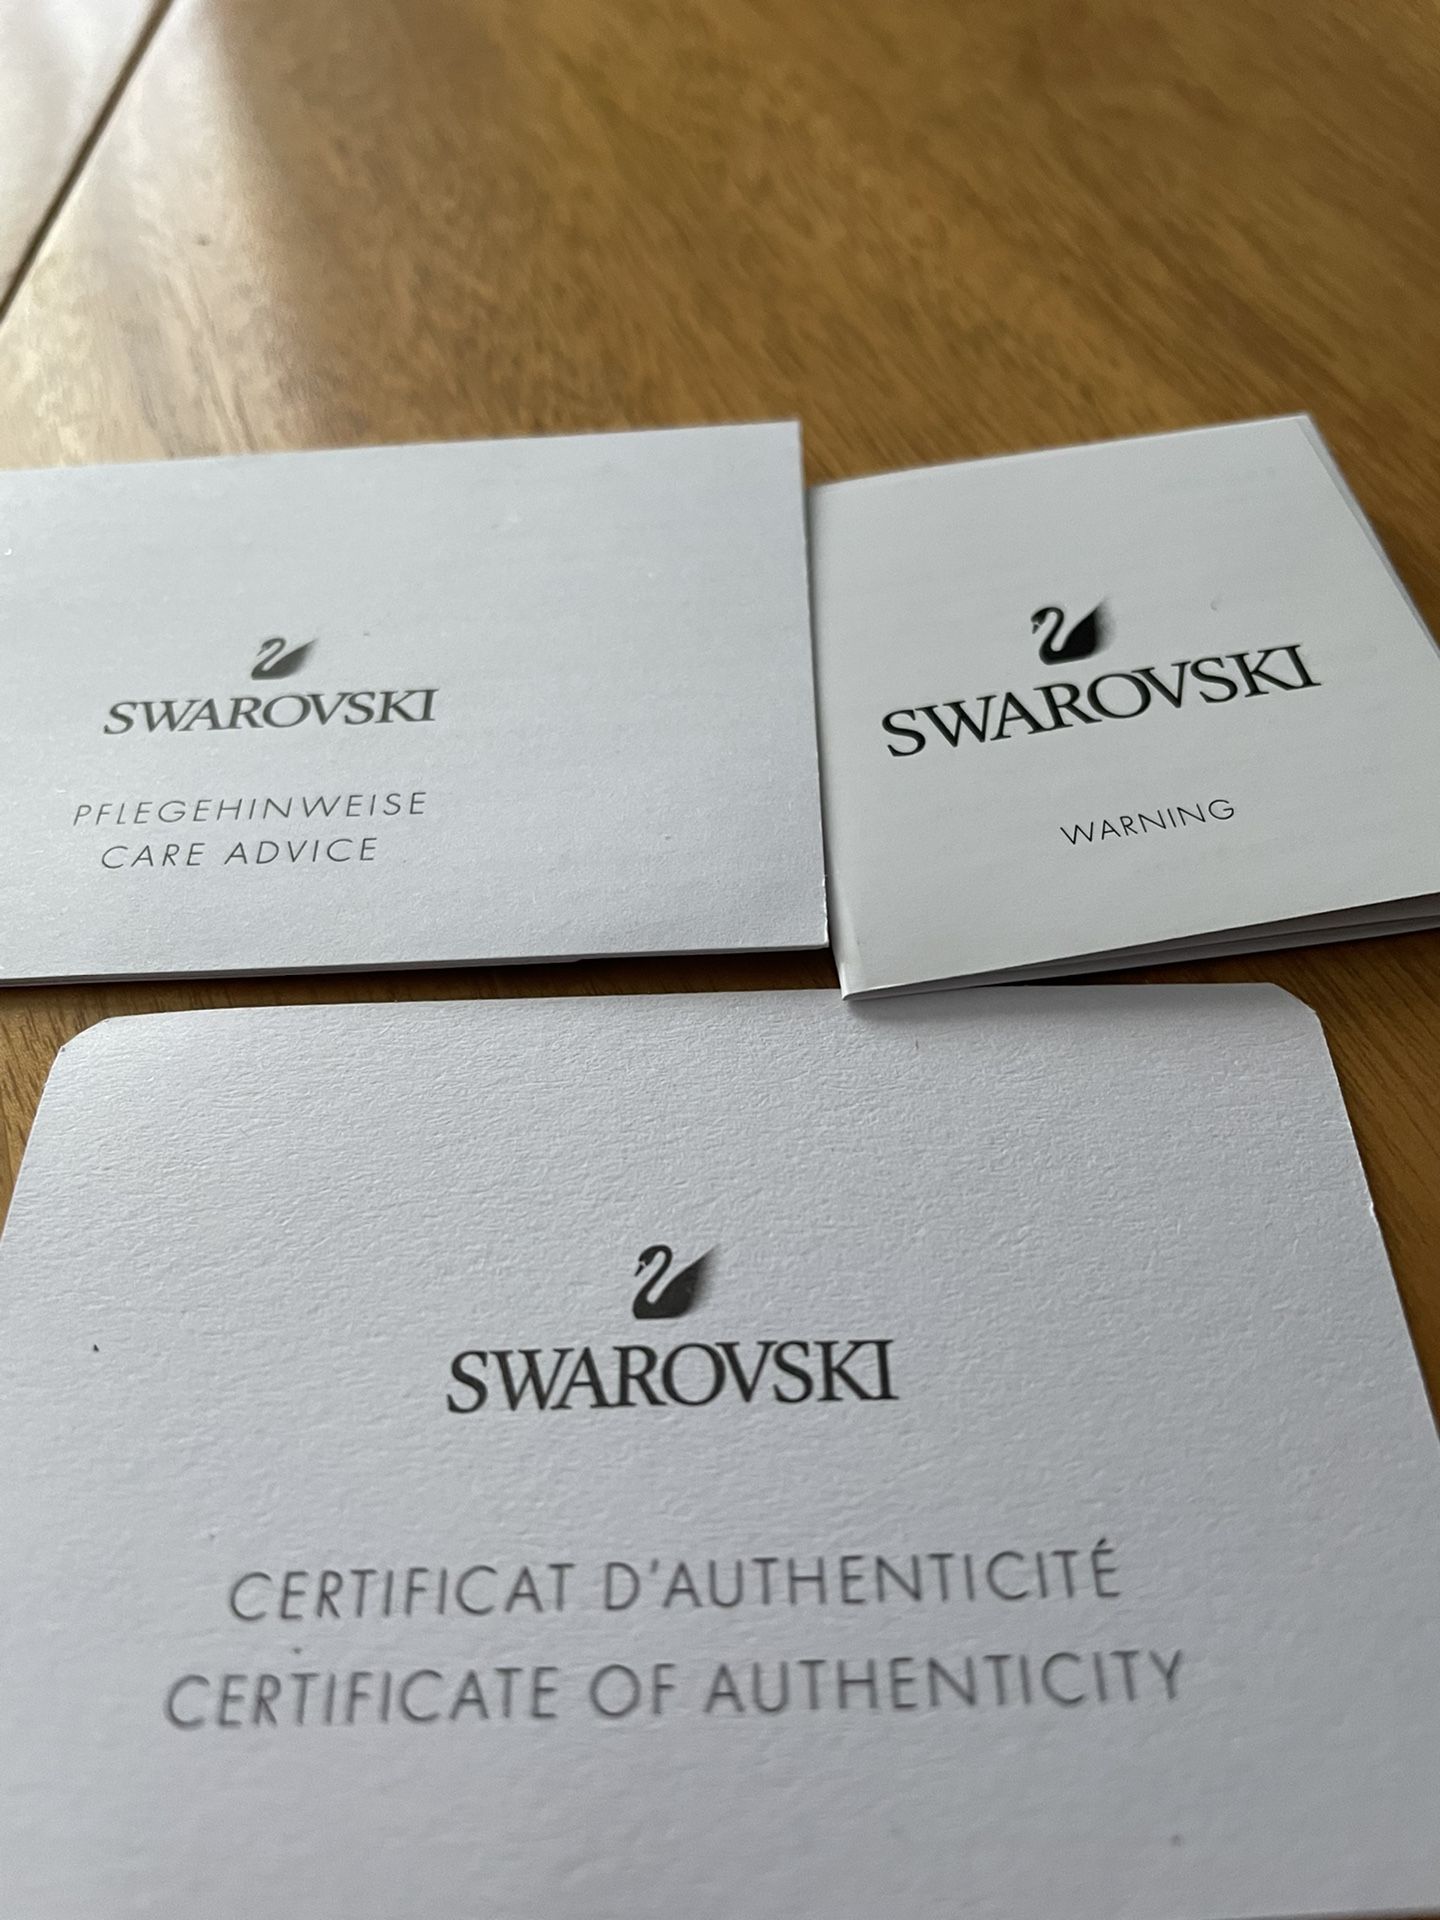 SWAROVSKI
PFLEGEHINWEISE
CARE ADVICE
SWAROVSKI
WARNING
SWAROVSKI
CERTIFICAT D'AUTHENTICITÉ
CERTIFICATE OF AUTHENTICITY